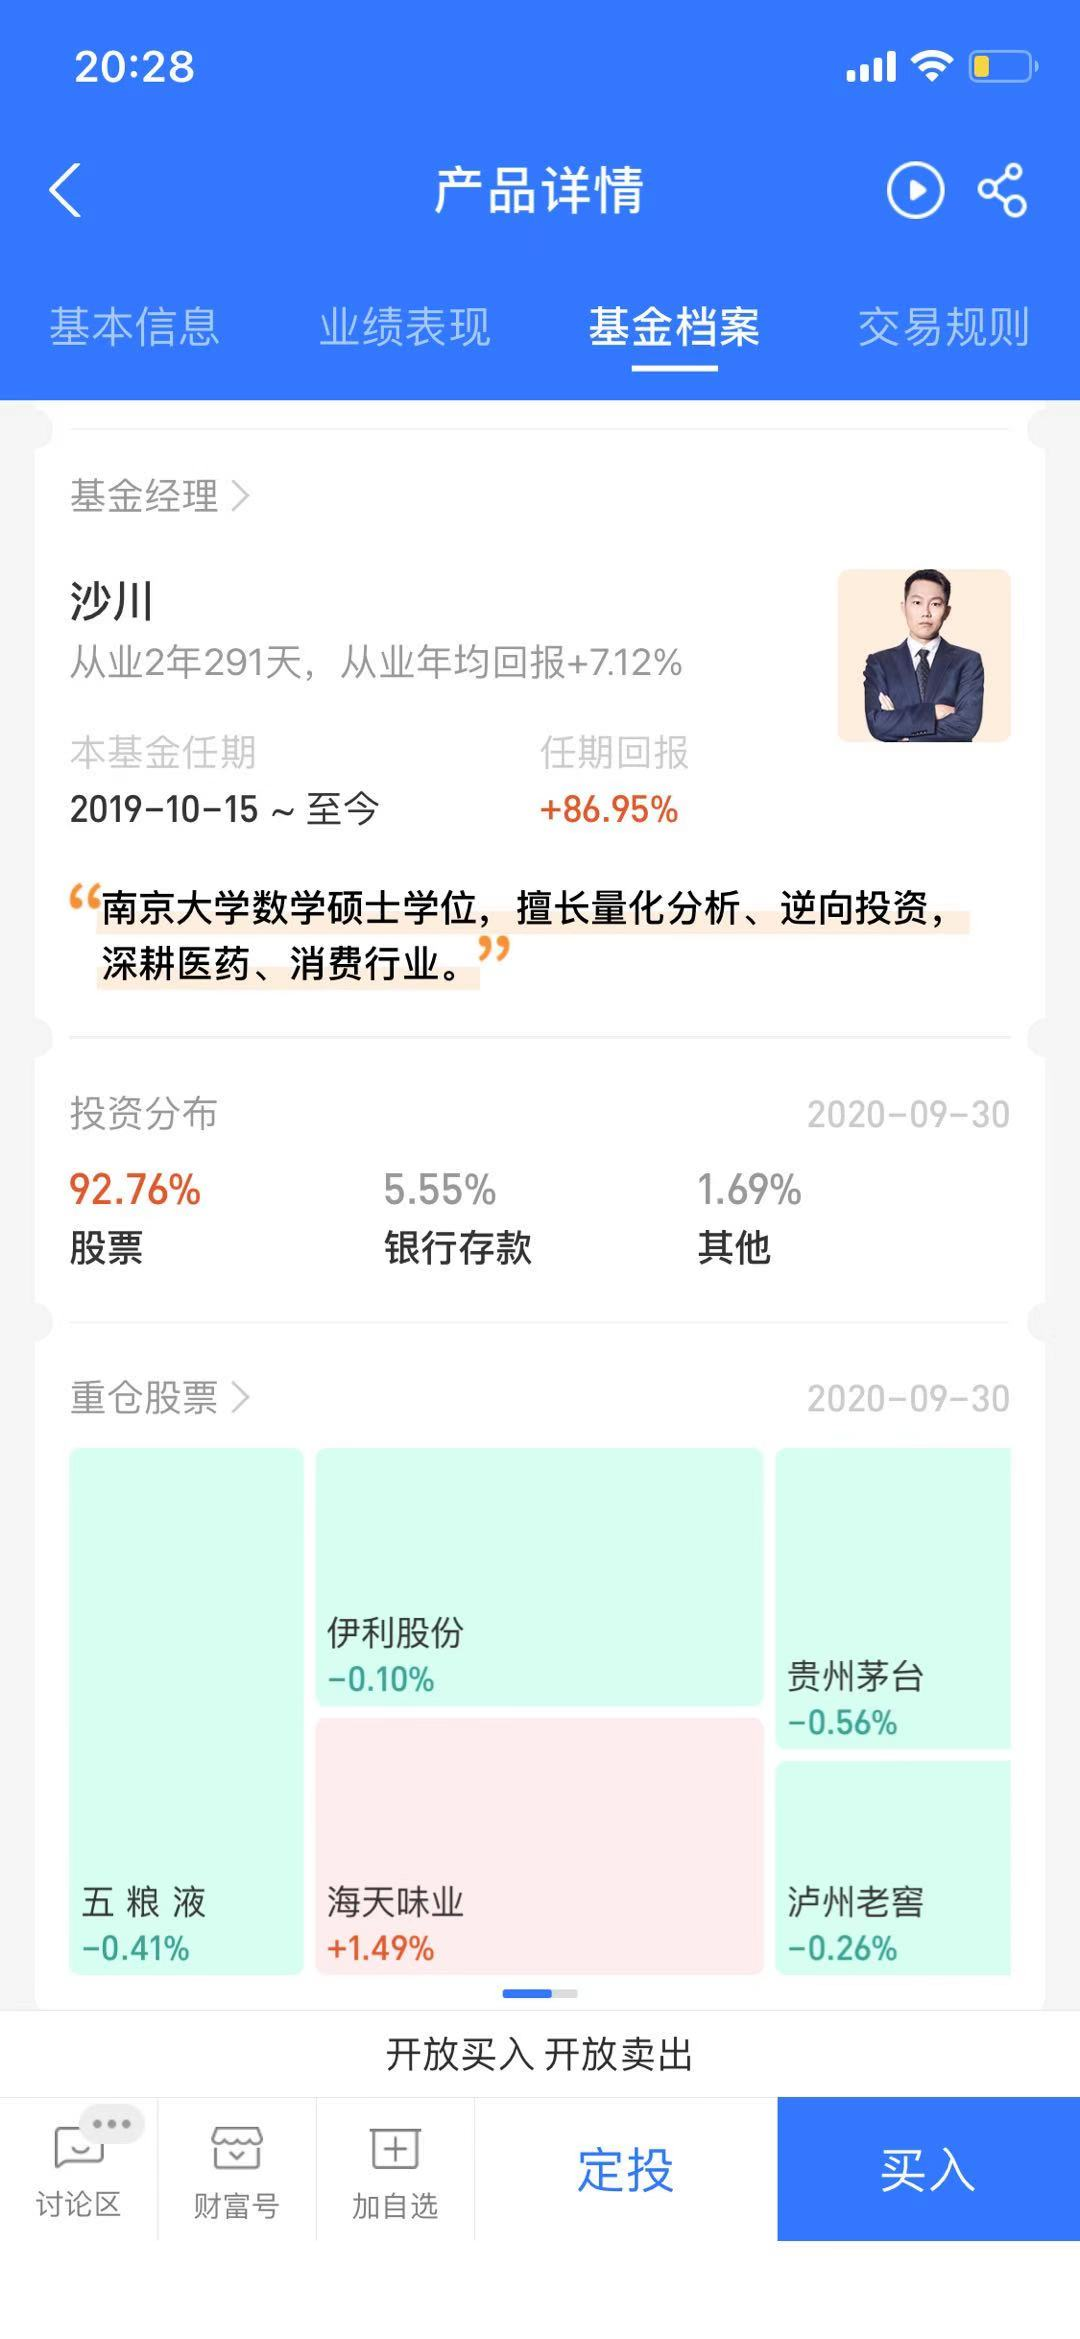 20:28
产品详情
基本信息 业绩表现 基金档案 交易规则
基金经理
沙川
从业2年291天，从业年均回报+7.12%
本基金任期 任期回报
2019-10-15 ~ 至今 +86.95%
“南京大学数学硕士学位，擅长量化分析、逆向投资，
深耕医药、消费行业。”
投资分布 2020-09-30
92.76% 5.55% 1.69%
股票 银行存款 其他
重仓股票 2020-09-30
伊利股份
-0.10%
贵州茅台
-0.56%
五 粮 液
-0.41%
海天味业
+1.49%
泸州老窖
-0.26%
开放买入 开放卖出
讨论区 财富号 加自选 定投 买入